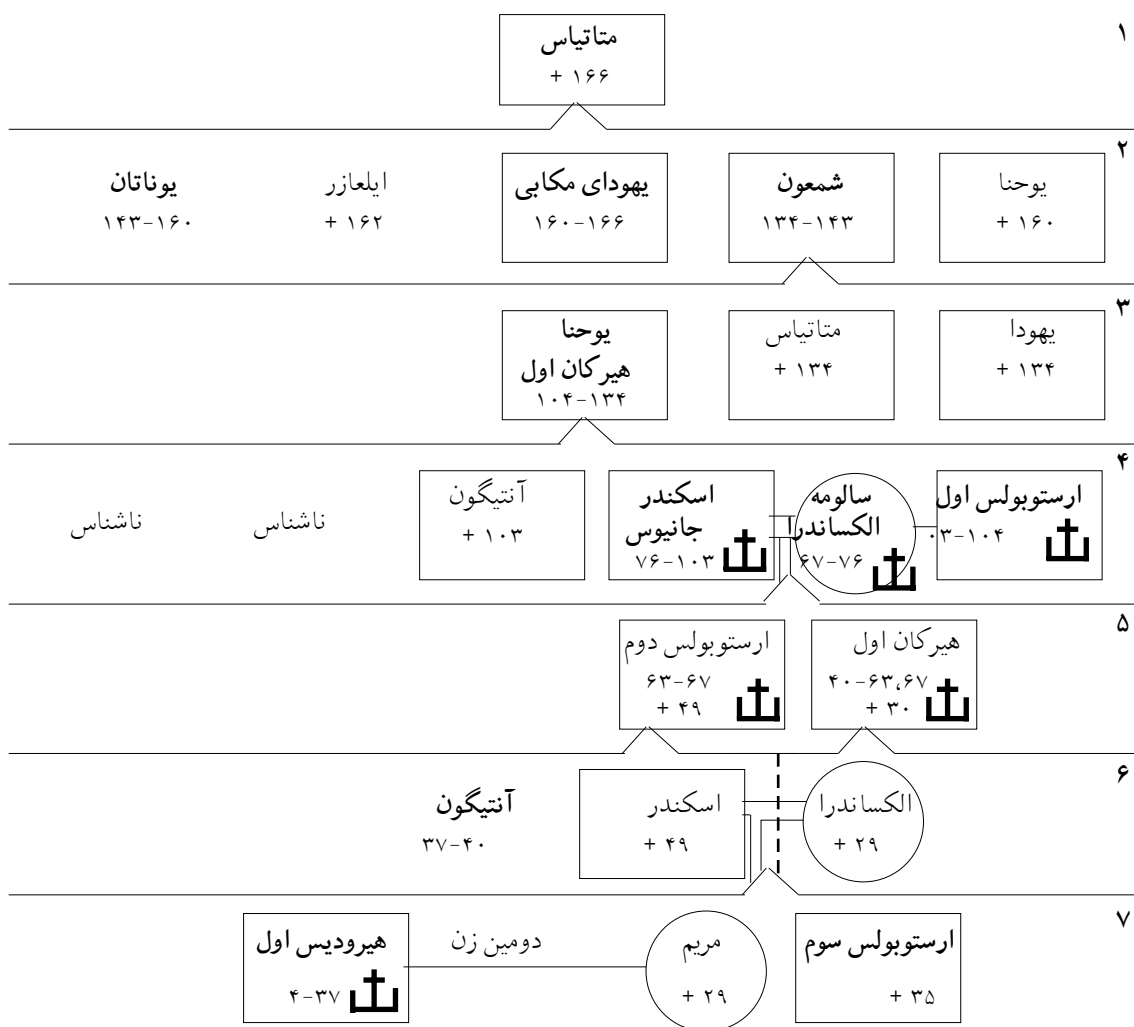 ۱
متاتیاس
+ ۱۶۶
۲
یوحنا
+ ۱۶۰
شمعون
۱۳۴-۱۴۳
یهودای مکابی
۱۶۰-۱۶۶
ایلعازر
+ ۱۶۲
یوناتان
۱۴۳-۱۶۰
۳
یهودا
+ ۱۳۴
متاتیاس
+ ۱۳۴
یوحنا
هیرکان اول
۱۰۴-۱۳۴
۴
ارستوبولس اول
۰۳-۱۰۴
سالومه
الکساندرا
۶۷-۷۶
اسکندر
جانیوس
۷۶-۱۰۳
آنتیگون
+ ۱۰۳
ناشناس
ناشناس
۵
هیرکان اول
۴۰-۶۳،۶۷
+ ۳۰
ارستوبولس دوم
۶۳-۶۷
+ ۴۹
۶
الکساندرا
+ ۲۹
اسکندر
+ ۴۹
آنتیگون
۳۷-۴۰
۷
ارستوبولس سوم
+ ۳۵
مریم
+ ۲۹
دومین زن
هیرودیس اول
۴-۳۷